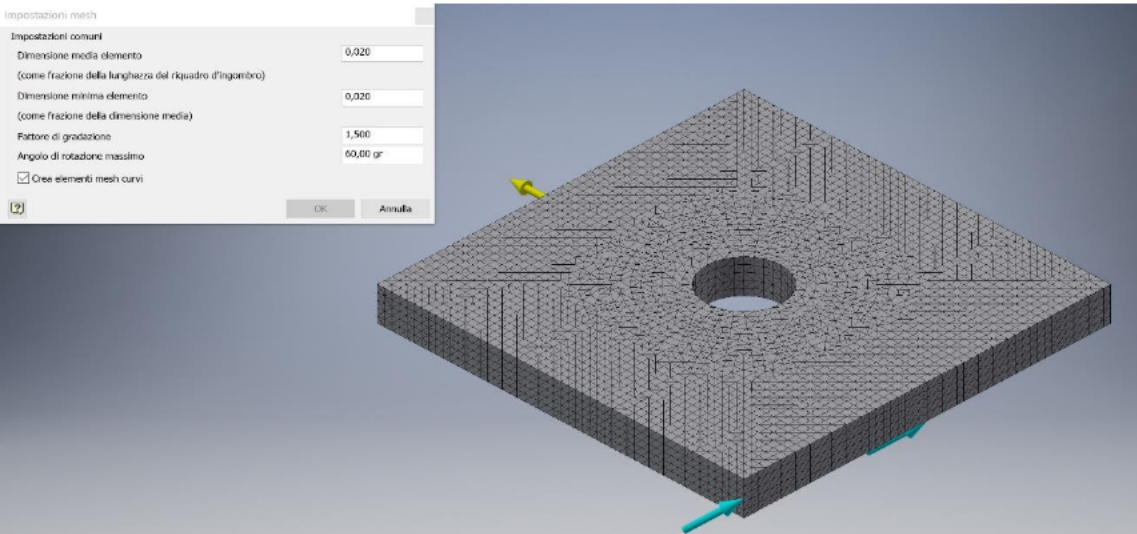 Impostazioni mesh
Impostazioni comuni
Dimensione media elemento 0,020
(come frazione della lunghezza del riquadro d'ingombro)
Dimensione minima elemento 0,020
(come frazione della dimensione media)
Fattore di gradazione 1,500
Angolo di rotazione massimo 60,00 gr
Crea elementi mesh curvi
? OK Annulla